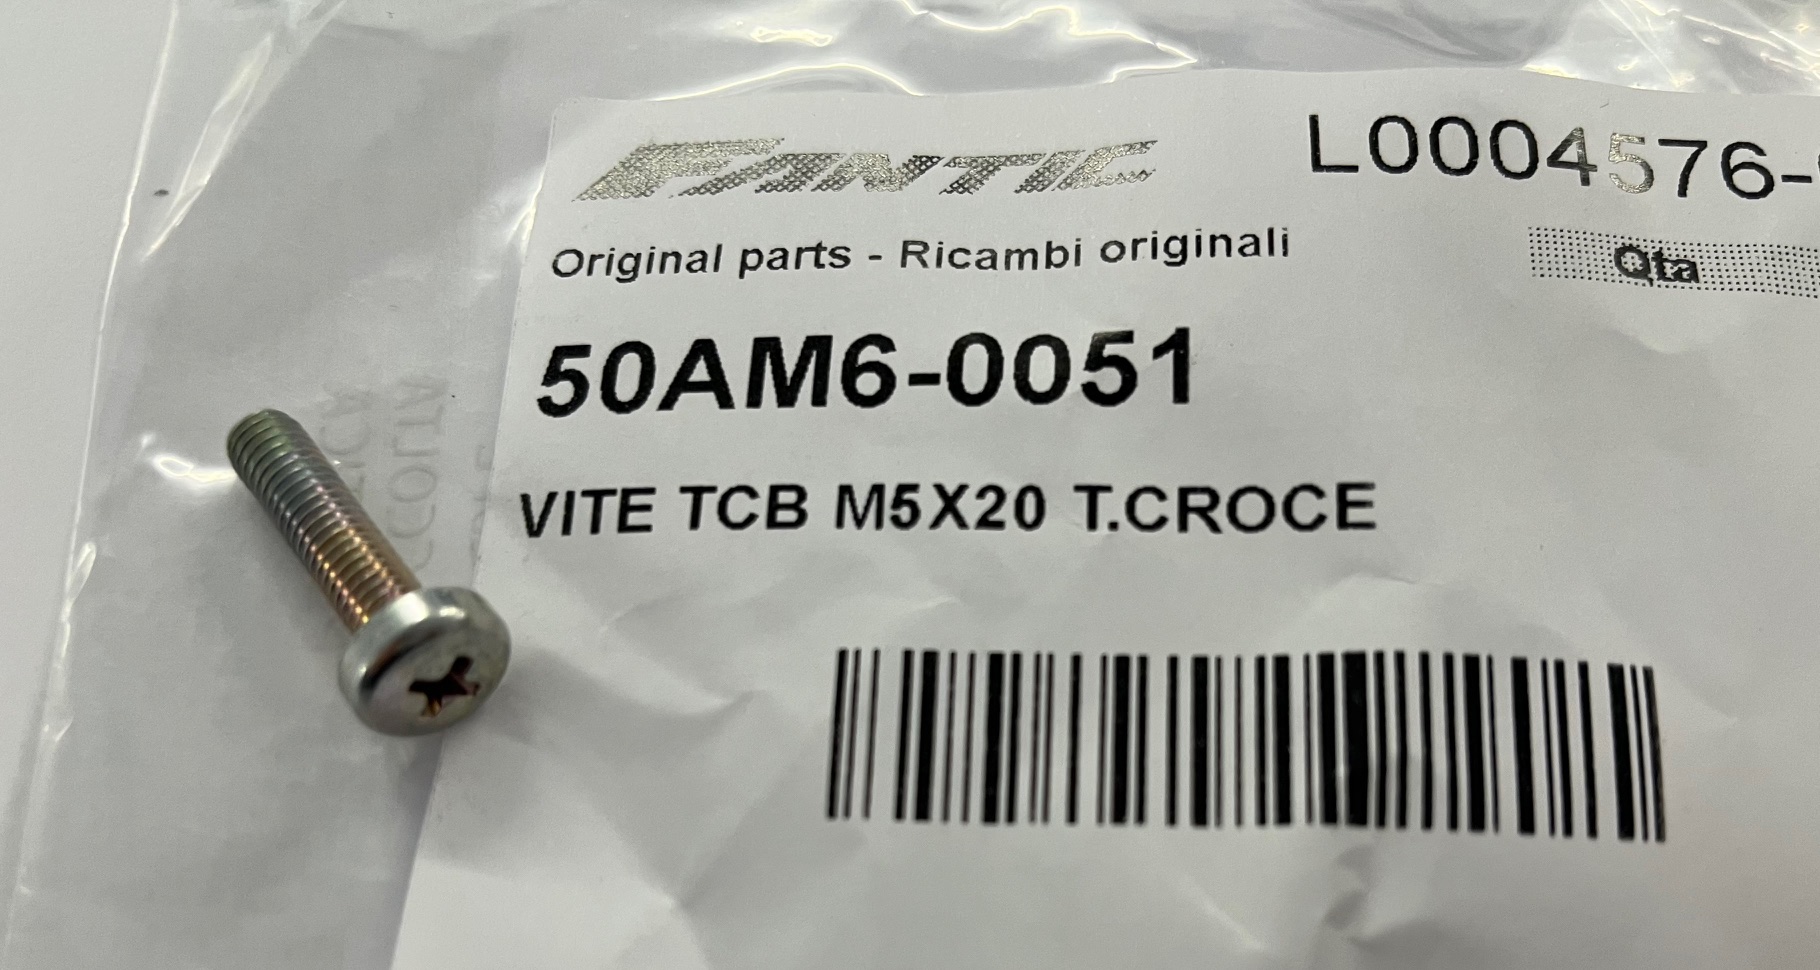 FANTIC
L0004576-
Original parts - Ricambi originali
Qta
50AM6-0051
VITE TCB M5X20 T.CROCE